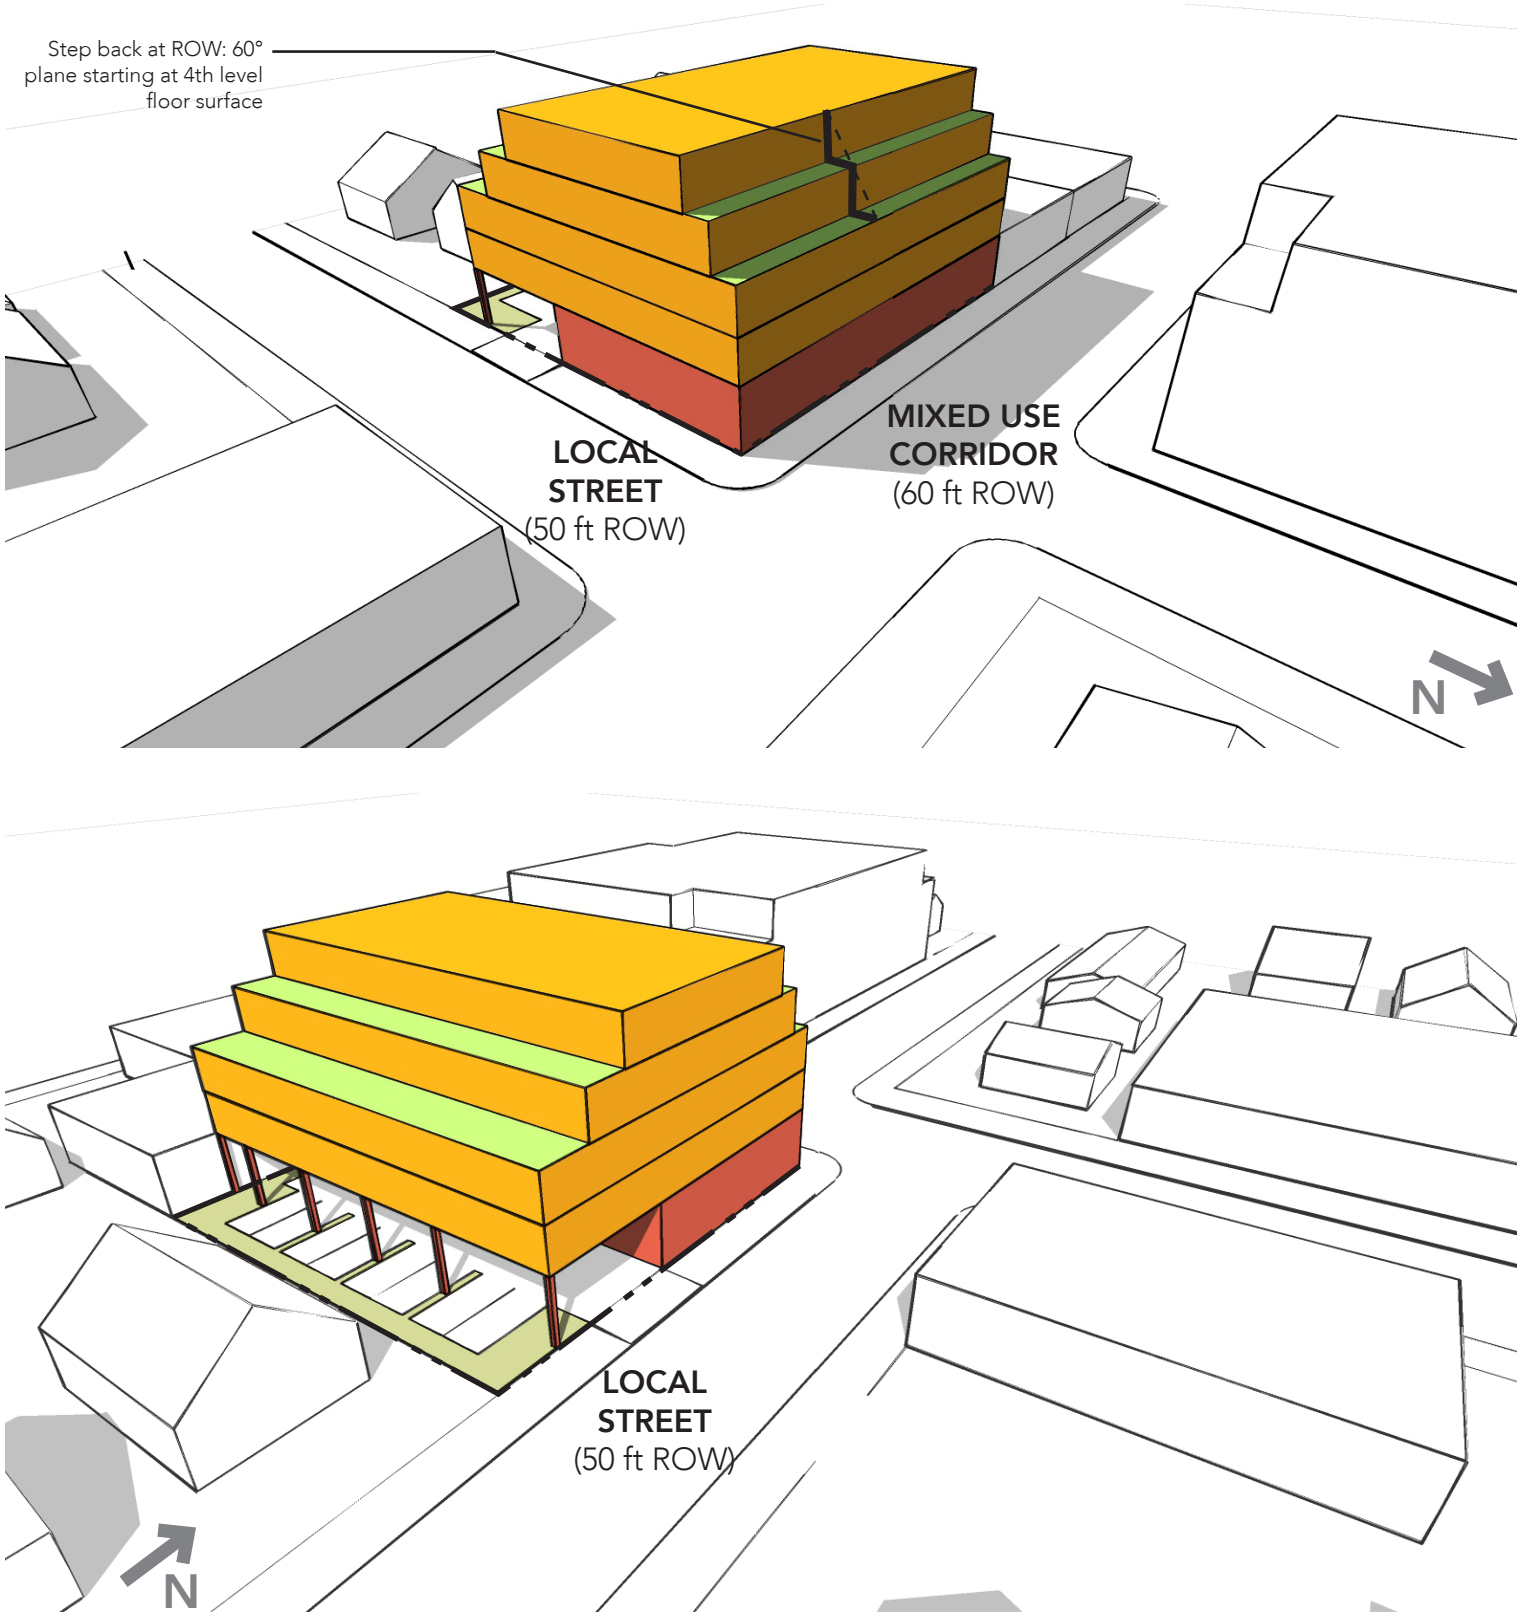 Step back at ROW: 60°
plane starting at 4th level
floor surface
MIXED USE
CORRIDOR
(60 ft ROW)
LOCAL
STREET
(50 ft ROW)
N
LOCAL
STREET
(50 ft ROW)
N